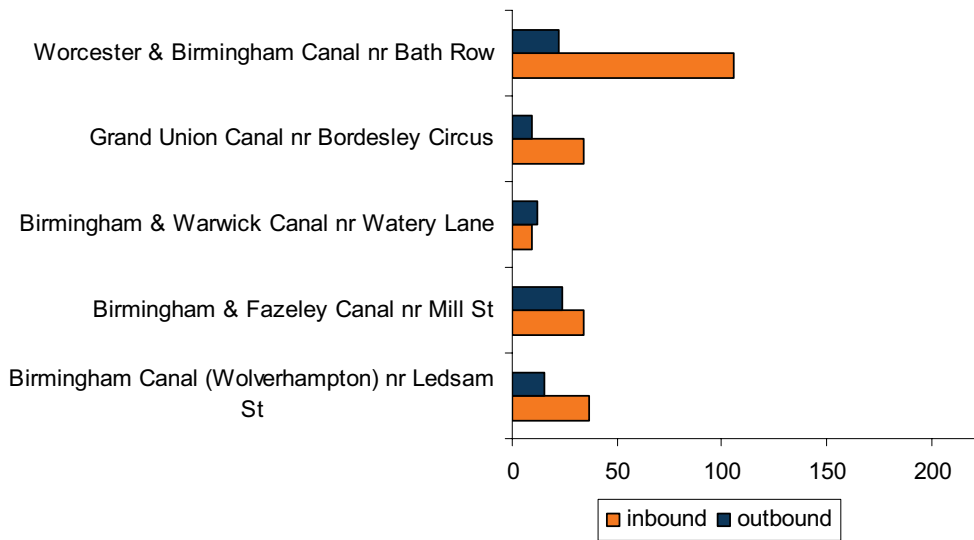 Worcester & Birmingham Canal nr Bath Row
Grand Union Canal nr Bordesley Circus
Birmingham & Warwick Canal nr Watery Lane
Birmingham & Fazeley Canal nr Mill St
Birmingham Canal (Wolverhampton) nr Ledsam
St
0 50 100 150 200
inbound outbound